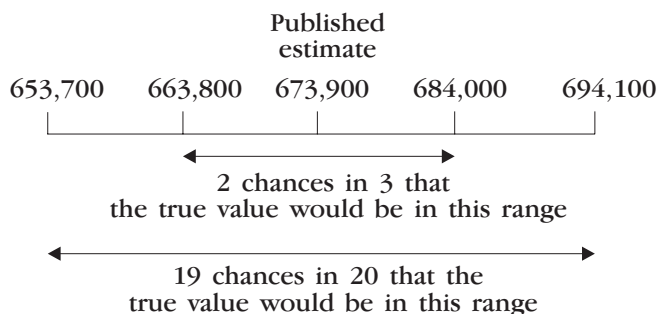 Published
estimate
653,700 663,800 673,900 684,000 694,100
2 chances in 3 that
the true value would be in this range
19 chances in 20 that the
true value would be in this range